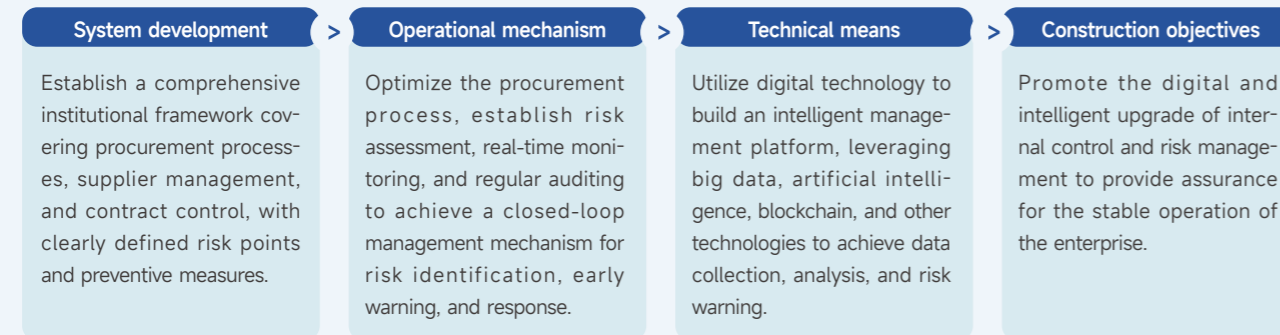 System development
Establish a comprehensive
institutional framework cov-
ering procurement process-
es, supplier management,
and contract control, with
clearly defined risk points
and preventive measures.
>
Operational mechanism
Optimize the procurement
process, establish risk
assessment, real-time moni-
toring, and regular auditing
to achieve a closed-loop
management mechanism for
risk identification, early
warning, and response.
>
Technical means
Utilize digital technology to
build an intelligent manage-
ment platform, leveraging
big data, artificial intelli-
gence, blockchain, and other
technologies to achieve data
collection, analysis, and risk
warning.
>
Construction objectives
Promote the digital and
intelligent upgrade of inter-
nal control and risk manage-
ment to provide assurance
for the stable operation of
the enterprise.